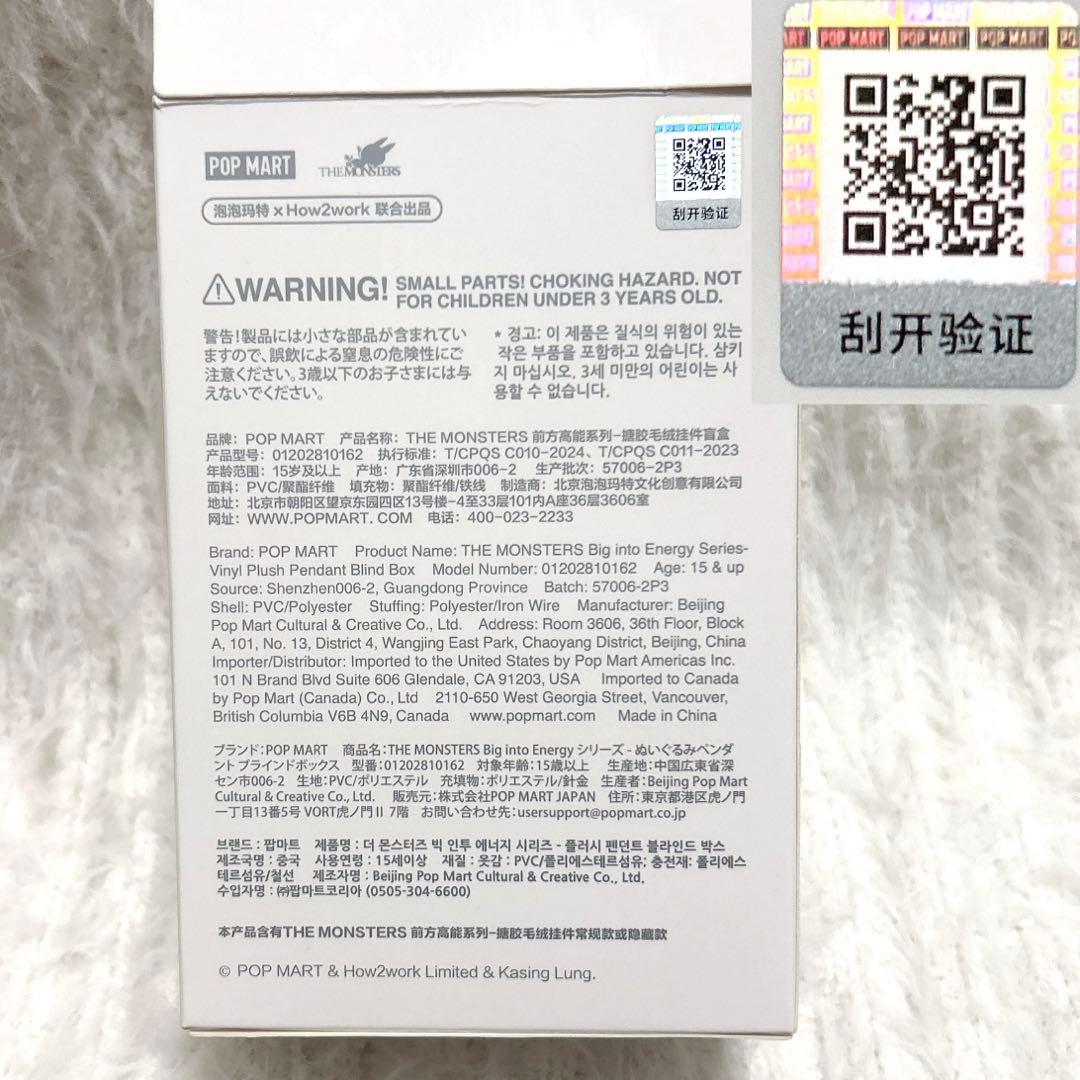 POP MART
THE MONSTERS
泡泡玛特 × How2work 联合出品
刮开验证
POP MART POP MART POP MART
刮开验证
WARNING! SMALL PARTS! CHOKING HAZARD. NOT
FOR CHILDREN UNDER 3 YEARS OLD.
警告!製品には小さな部品が含まれてい
ますので、誤飲による窒息の危険性にご
注意ください。3歳以下のお子さまには与
えないでください。
* 경고: 이 제품은 질식의 위험이 있는
작은 부품을 포함하고 있습니다. 삼키
지 마십시오. 3세 미만의 어린이는 사
용할 수 없습니다.
品牌: POP MART 产品名称: THE MONSTERS 前方高能系列-搪胶毛绒挂件盲盒
产品型号: 01202810162 执行标准: T/CPQS C010-2024、T/CPQS C011-2023
年龄范围: 15岁及以上 产地: 广东省深圳市006-2 生产批次: 57006-2P3
面料: PVC/聚酯纤维 填充物: 聚酯纤维/铁线 制造商: 北京泡泡玛特文化创意有限公司
地址: 北京市朝阳区望京东园四区13号楼-4至33层101内A座36层3606室
网址: WWW.POPMART.COM 电话: 400-023-2233
Brand: POP MART Product Name: THE MONSTERS Big into Energy Series-
Vinyl Plush Pendant Blind Box Model Number: 01202810162 Age: 15 & up
Source: Shenzhen006-2, Guangdong Province Batch: 57006-2P3
Shell: PVC/Polyester Stuffing: Polyester/Iron Wire Manufacturer: Beijing
Pop Mart Cultural & Creative Co., Ltd. Address: Room 3606, 36th Floor, Block
A, 101, No. 13, District 4, Wangjing East Park, Chaoyang District, Beijing, China
Importer/Distributor: Imported to the United States by Pop Mart Americas Inc.
101 N Brand Blvd Suite 606 Glendale, CA 91203, USA Imported to Canada
by Pop Mart (Canada) Co., Ltd 2110-650 West Georgia Street, Vancouver,
British Columbia V6B 4N9, Canada www.popmart.com Made in China
ブランド:POP MART 商品名:THE MONSTERS Big into Energy シリーズ - ぬいぐるみペンダ
ント ブラインドボックス 型番:01202810162 対象年齢:15歳以上 生産地:中国広東省深
セン市006-2 生地:PVC/ポリエステル 充填物:ポリエステル/針金 生産者:Beijing Pop Mart
Cultural & Creative Co., Ltd. 販売元:株式会社POP MART JAPAN 住所:東京都港区虎ノ門
一丁目13番5号 VORT虎ノ門Ⅱ 7階 お問い合わせ先:usersupport@popmart.co.jp
브랜드 : 팝마트 제품명 : 더 몬스터즈 빅 인투 에너지 시리즈 - 플러시 펜던트 블라인드 박스
제조국명 : 중국 사용연령 : 15세이상 재질 : 옷감 : PVC/폴리에스테르섬유; 충전재: 폴리에스
테르섬유/철선 제조자명 : Beijing Pop Mart Cultural & Creative Co., Ltd.
수입자명 : ㈜팝마트코리아 (0505-304-6600)
本产品含有THE MONSTERS 前方高能系列-搪胶毛绒挂件常规款或隐藏款
© POP MART & How2work Limited & Kasing Lung.